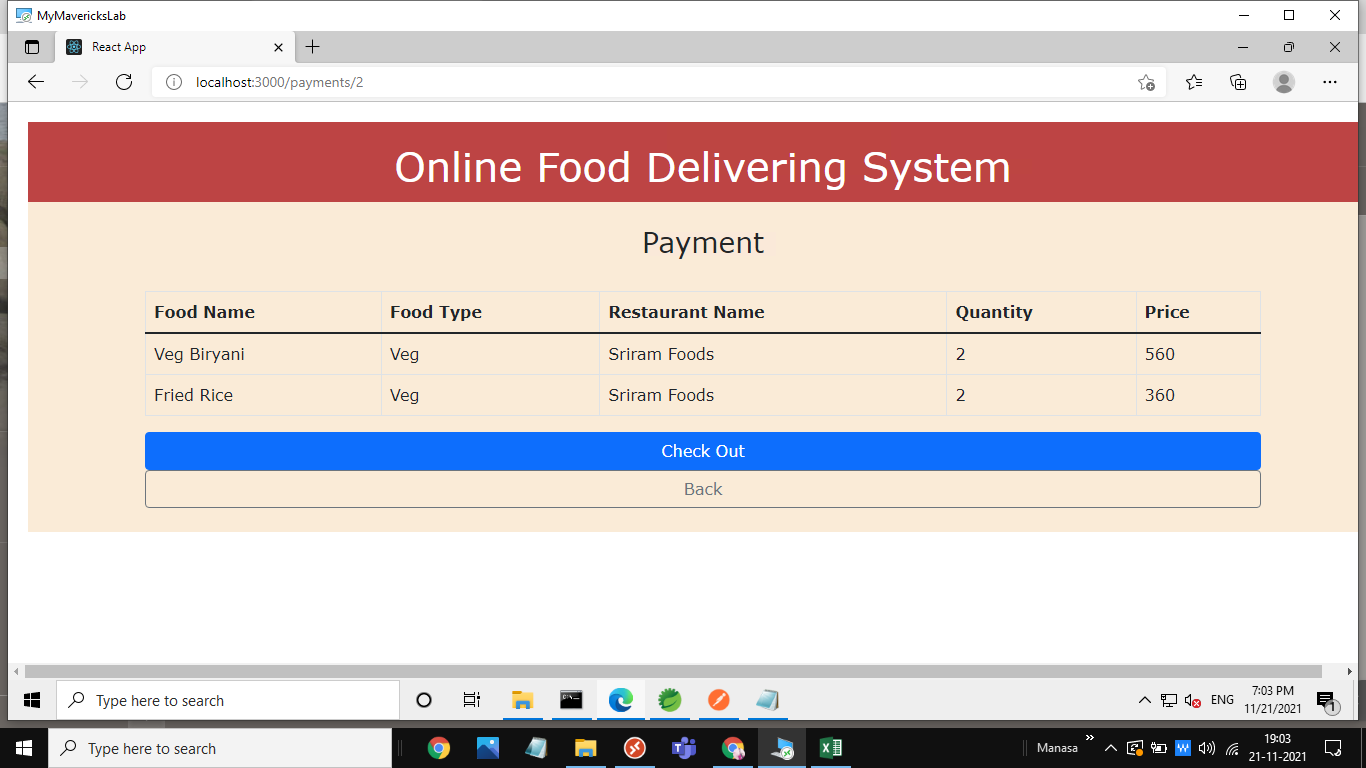 MyMavericksLab
React App
localhost:3000/payments/2
Online Food Delivering System
Payment
Food Name Food Type Restaurant Name Quantity Price
Veg Biryani Veg Sriram Foods 2 560
Fried Rice Veg Sriram Foods 2 360
Check Out
Back
Type here to search
ENG
7:03 PM
11/21/2021
1
Type here to search
Manasa
W
19:03
21-11-2021